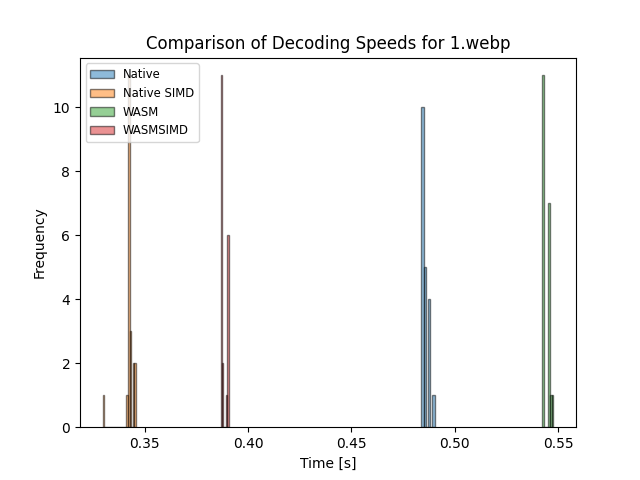 Comparison of Decoding Speeds for 1.webp
Native
Native SIMD
WASM
WASMSIMD
10
8
6
4
2
0
Frequency
0.35 0.40 0.45 0.50 0.55
Time [s]